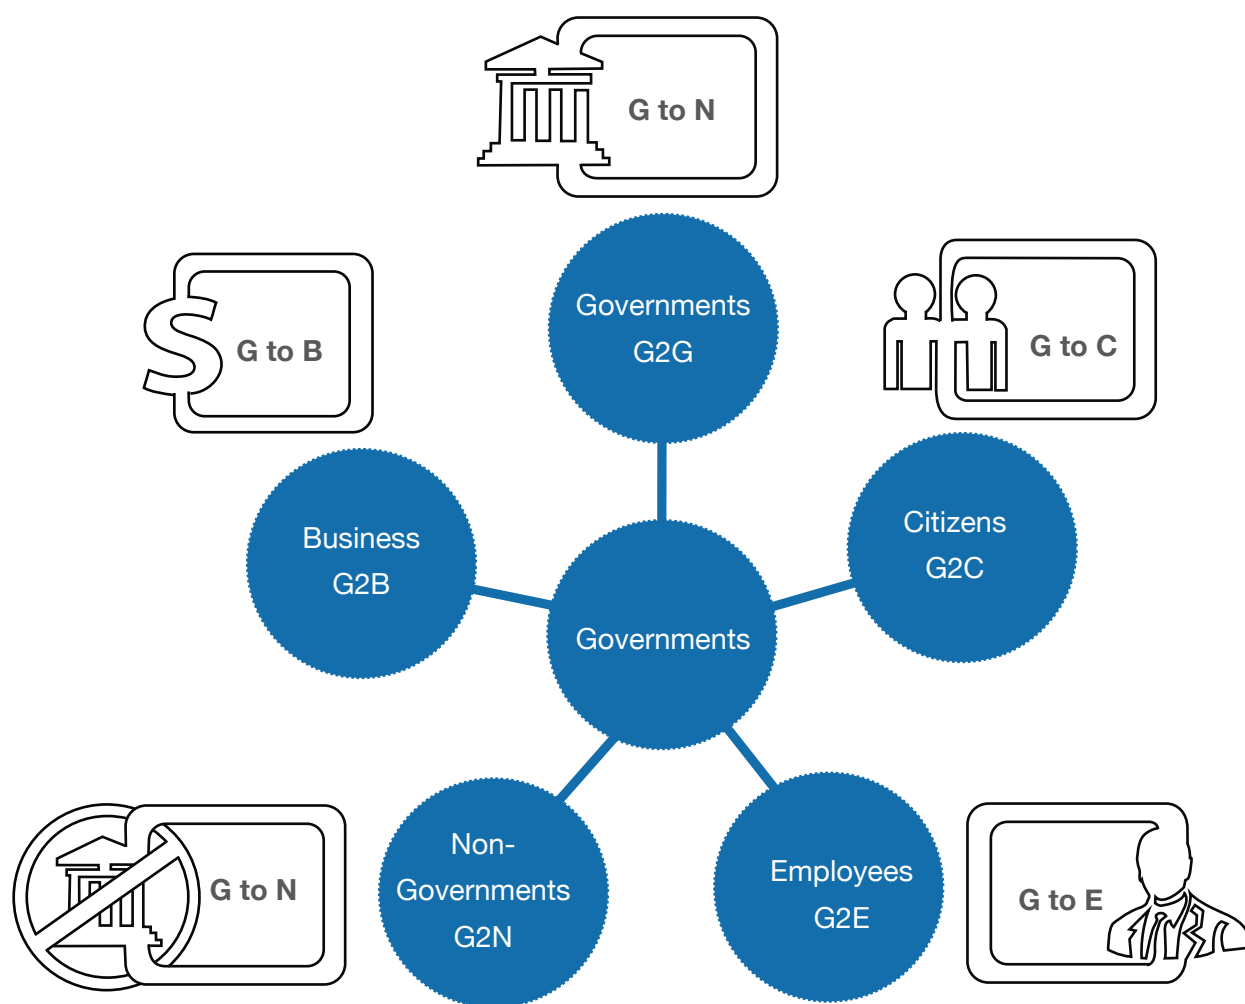 G to N
Governments
G2G
G to B
G to C
Business
G2B
Citizens
G2C
Governments
Non-
Governments
G2N
G to N
Employees
G2E
G to E